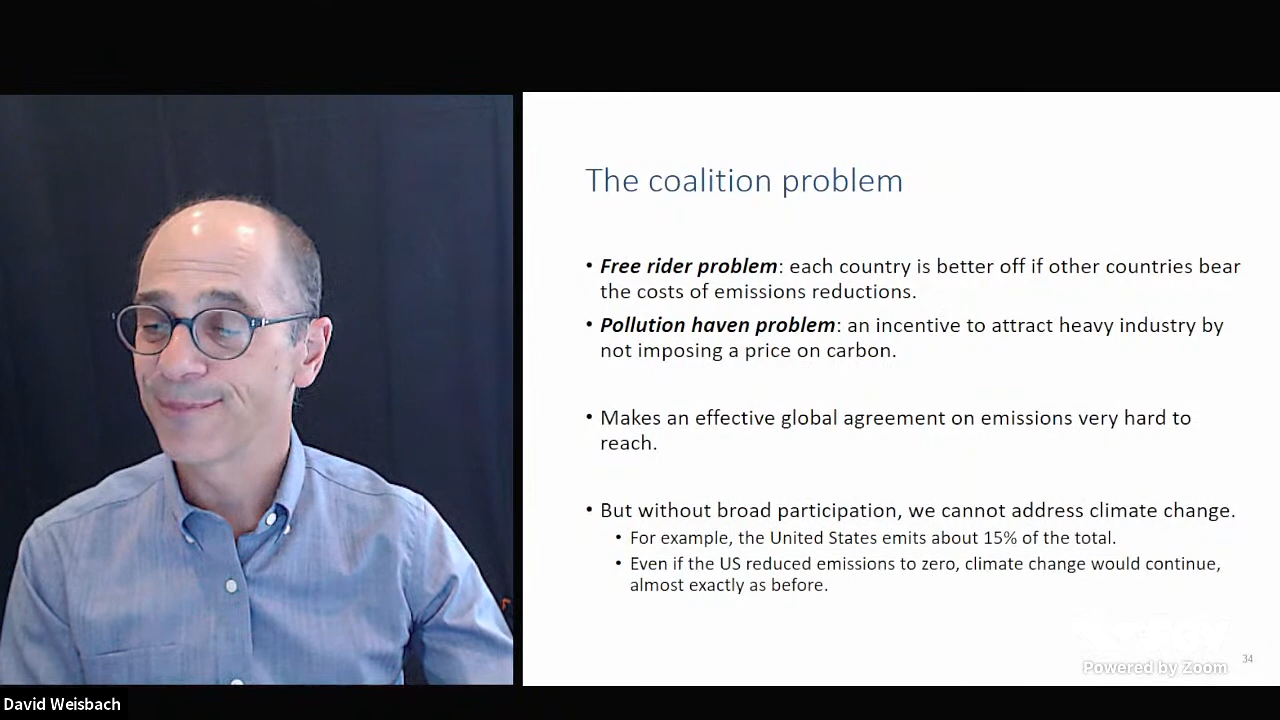 The coalition problem
• Free rider problem: each country is better off if other countries bear
the costs of emissions reductions.
• Pollution haven problem: an incentive to attract heavy industry by
not imposing a price on carbon.
• Makes an effective global agreement on emissions very hard to
reach.
• But without broad participation, we cannot address climate change.
• For example, the United States emits about 15% of the total.
• Even if the US reduced emissions to zero, climate change would continue,
almost exactly as before.
34
Powered by Zoom
David Weisbach